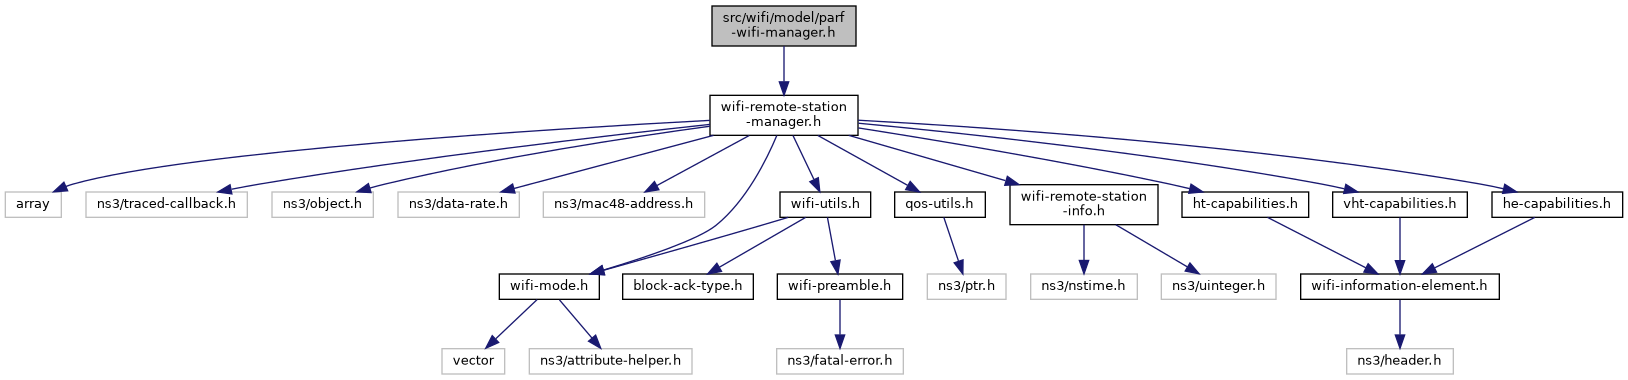 src/wifi/model/parf
-wifi-manager.h
wifi-remote-station
-manager.h
array
ns3/traced-callback.h
ns3/object.h
ns3/data-rate.h
ns3/mac48-address.h
wifi-utils.h
qos-utils.h
wifi-remote-station
-info.h
ht-capabilities.h
vht-capabilities.h
he-capabilities.h
wifi-mode.h
block-ack-type.h
wifi-preamble.h
ns3/ptr.h
ns3/nstime.h
ns3/uinteger.h
wifi-information-element.h
vector
ns3/attribute-helper.h
ns3/fatal-error.h
ns3/header.h